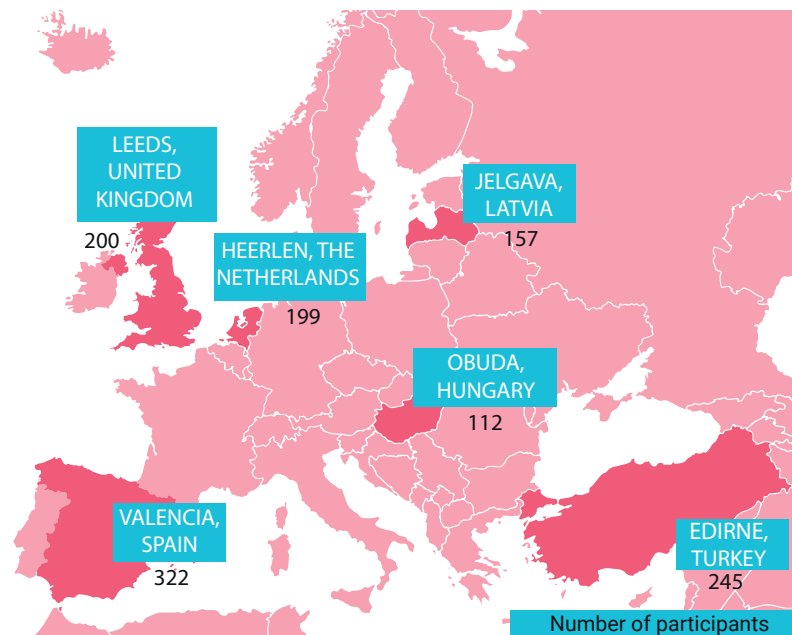 LEEDS,
UNITED
KINGDOM
200
JELGAVA,
LATVIA
157
HEERLEN, THE
NETHERLANDS
199
OBUDA,
HUNGARY
112
VALENCIA,
SPAIN
322
EDIRNE,
TURKEY
245
Number of participants